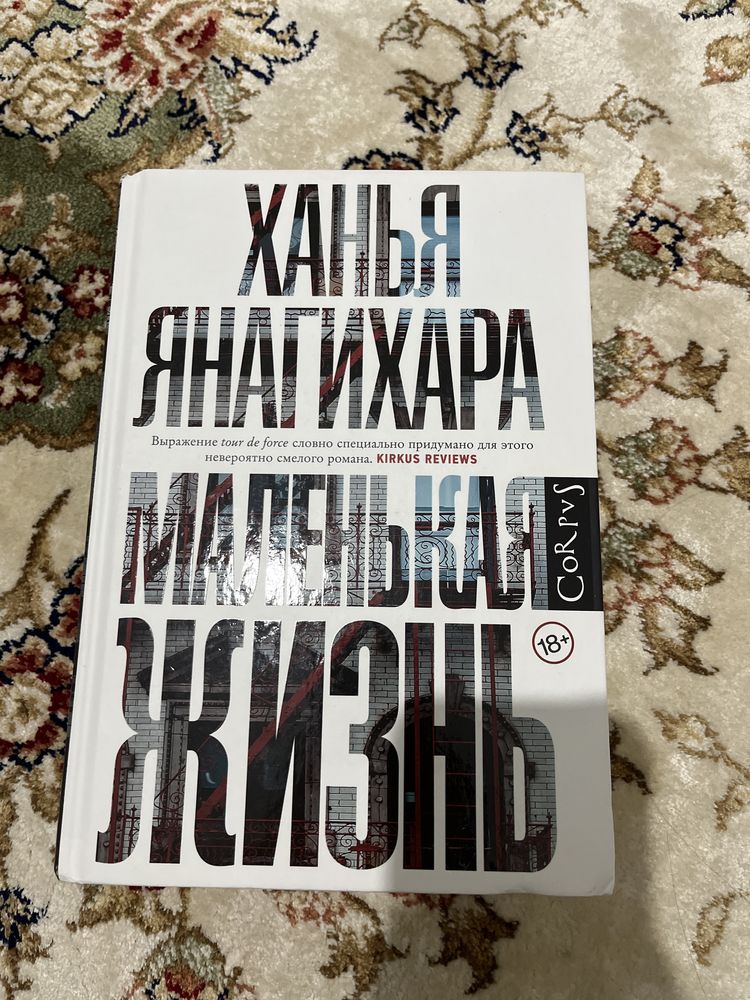 ХАНЬЯ
ЯНАГИХАРА
Выражение tour de force словно специально придумано для этого
невероятно смелого романа. KIRKUS REVIEWS
МАЛЕНЬКАЯ
CORPVS
ЖИЗНЬ
18+